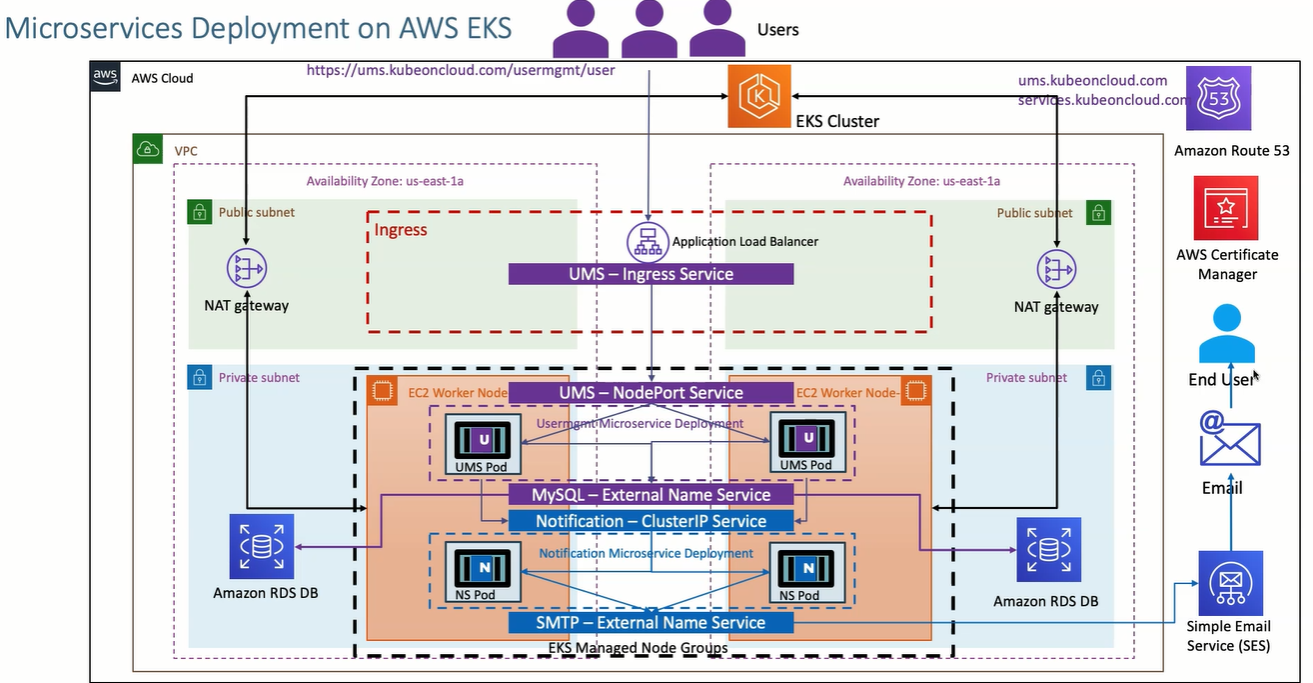 Microservices Deployment on AWS EKS
Users
aws
AWS Cloud
https://ums.kubeoncloud.com/usermgmt/user
ums.kubeoncloud.com
services.kubeoncloud.com
K
EKS Cluster
53
Amazon Route 53
VPC
Availability Zone: us-east-1a
Availability Zone: us-east-1a
Public subnet
Public subnet
Ingress
Application Load Balancer
UMS – Ingress Service
NAT gateway
NAT gateway
AWS Certificate
Manager
Private subnet
Private subnet
End User
EC2 Worker Node
UMS – NodePort Service
EC2 Worker Node-
Usermgmt Microservice Deployment
U
U
UMS Pod
UMS Pod
@
Email
MySQL – External Name Service
Notification – ClusterIP Service
Notification Microservice Deployment
N
N
NS Pod
NS Pod
Amazon RDS DB
Amazon RDS DB
SMTP – External Name Service
Simple Email
Service (SES)
EKS Managed Node Groups